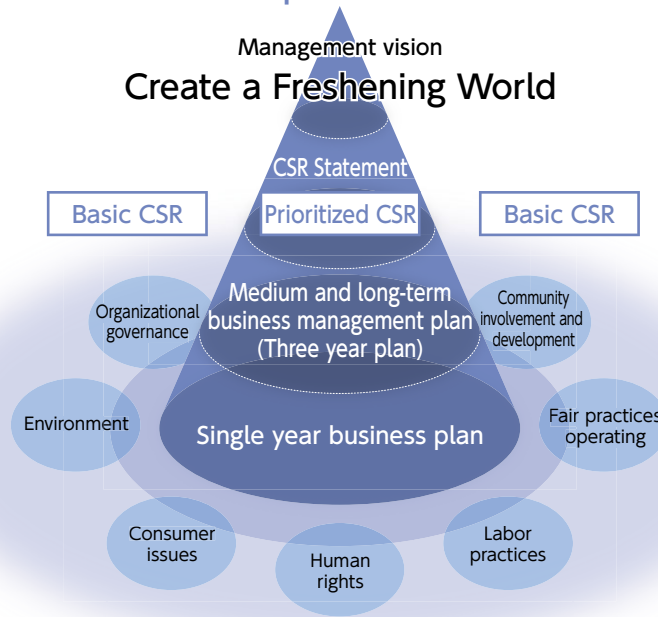 Management vision
Create a Freshening World
CSR Statement
Basic CSR
Prioritized CSR
Basic CSR
Organizational
governance
Medium and long-term
business management plan
(Three year plan)
Community
involvement and
development
Environment
Single year business plan
Fair practices
operating
Consumer
issues
Human
rights
Labor
practices